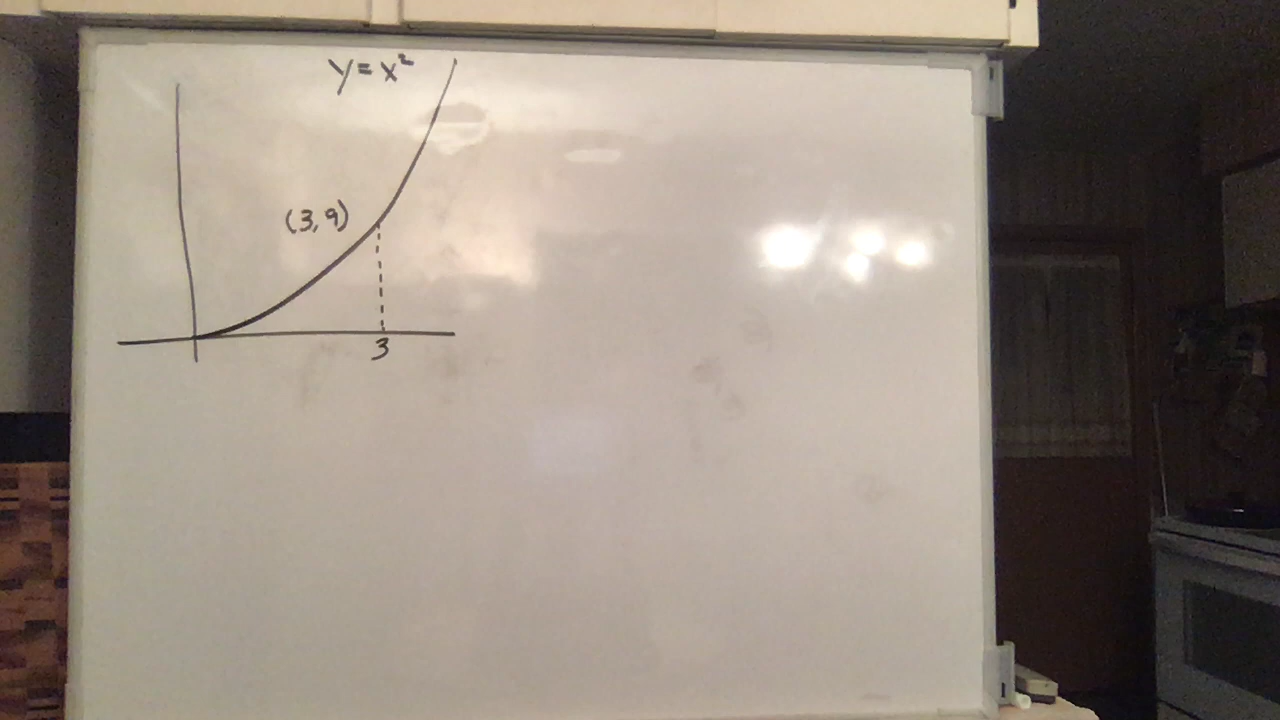 y = x²
(3,9)
3